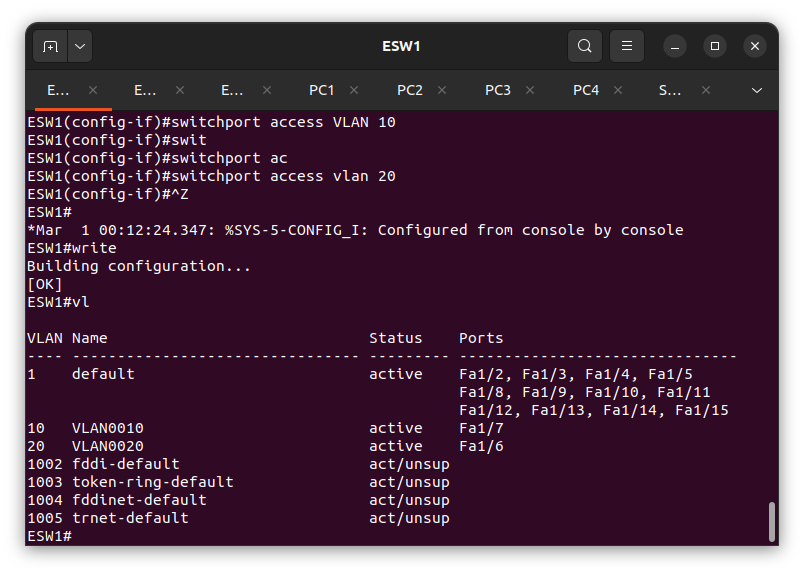 ESW1
E... E... E... PC1 PC2 PC3 PC4 S...
ESW1(config-if)#switchport access VLAN 10
ESW1(config-if)#swit
ESW1(config-if)#switchport ac
ESW1(config-if)#switchport access vlan 20
ESW1(config-if)#^Z
ESW1#
*Mar  1 00:12:24.347: %SYS-5-CONFIG_I: Configured from console by console
ESW1#write
Building configuration...
[OK]
ESW1#vl
VLAN Name                             Status    Ports
---- -------------------------------- --------- -------------------------------
1    default                          active    Fa1/2, Fa1/3, Fa1/4, Fa1/5
                                                Fa1/8, Fa1/9, Fa1/10, Fa1/11
                                                Fa1/12, Fa1/13, Fa1/14, Fa1/15
10   VLAN0010                         active    Fa1/7
20   VLAN0020                         active    Fa1/6
1002 fddi-default                     act/unsup
1003 token-ring-default               act/unsup
1004 fddinet-default                  act/unsup
1005 trnet-default                    act/unsup
ESW1#